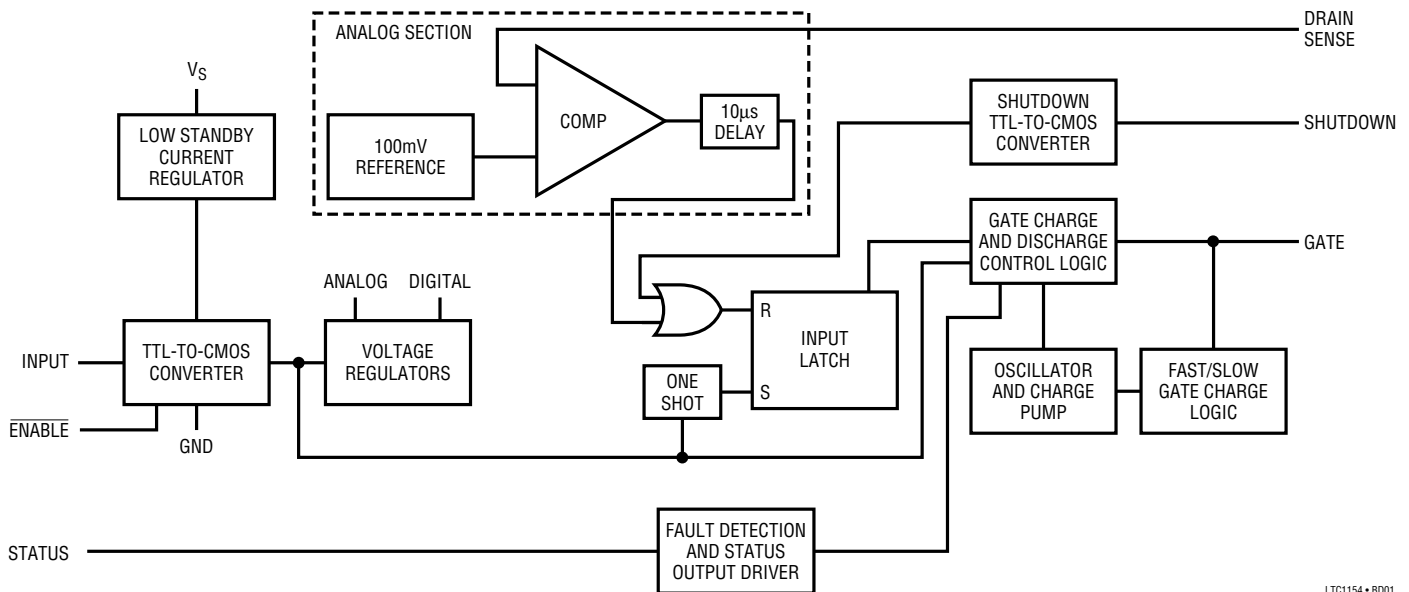 ANALOG SECTION
DRAIN
SENSE
VS
LOW STANDBY
CURRENT
REGULATOR
100mV
REFERENCE
COMP
10µs
DELAY
SHUTDOWN
TTL-TO-CMOS
CONVERTER
SHUTDOWN
GATE CHARGE
AND DISCHARGE
CONTROL LOGIC
GATE
ANALOG
DIGITAL
INPUT
TTL-TO-CMOS
CONVERTER
VOLTAGE
REGULATORS
R
INPUT
LATCH
S
ONE
SHOT
OSCILLATOR
AND CHARGE
PUMP
FAST/SLOW
GATE CHARGE
LOGIC
ENABLE
GND
STATUS
FAULT DETECTION
AND STATUS
OUTPUT DRIVER
LTC1154 • BD01